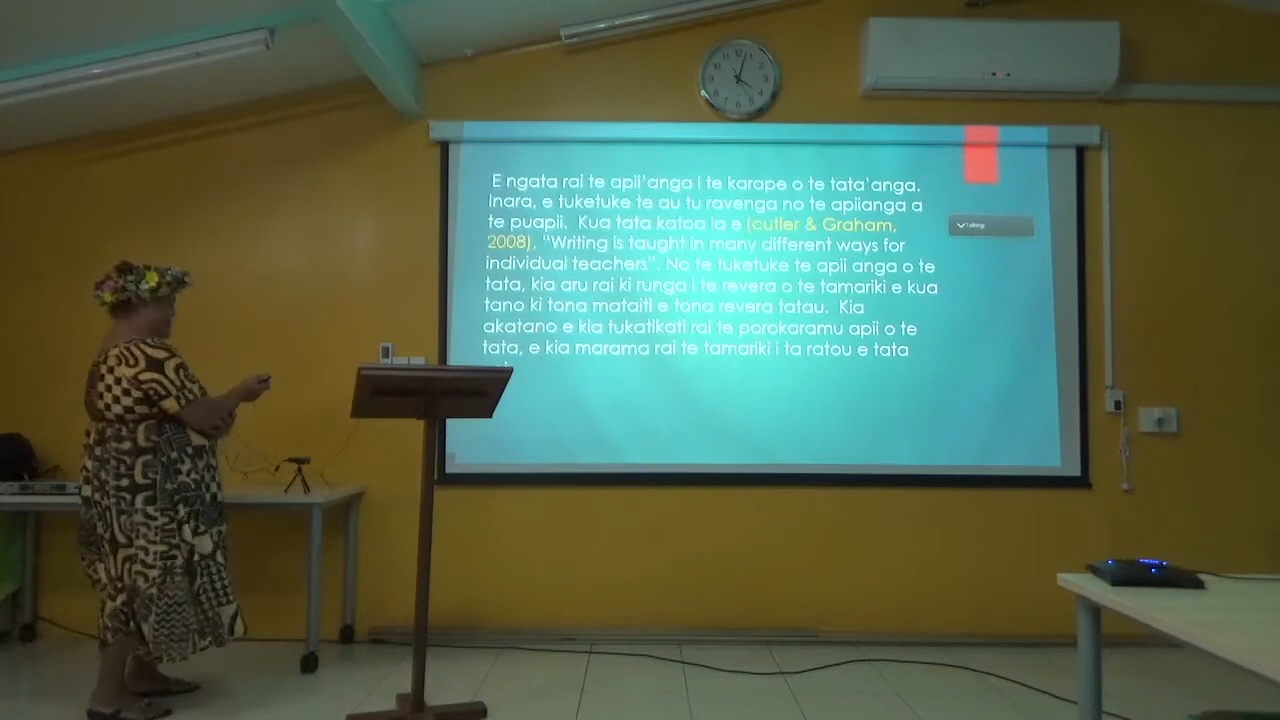 E ngata rai te apii'anga i te karape o te tata'anga.
Inara, e tuketuke te au tu ravenga no te apiianga a
te puapii. Kua tata katoa ia e (cutler & Graham,
2008), "Writing is taught in many different ways for
individual teachers". No te tuketuke te apii anga o te
tata, kia aru rai ki runga i te revera o te tamariki e kua
tano ki tona mataiti e tona revera tatau. Kia
akatano e kia tukatikati rai te porokaramu apii o te
tata, e kia marama rai te tamariki i ta ratou e tata
Talking: